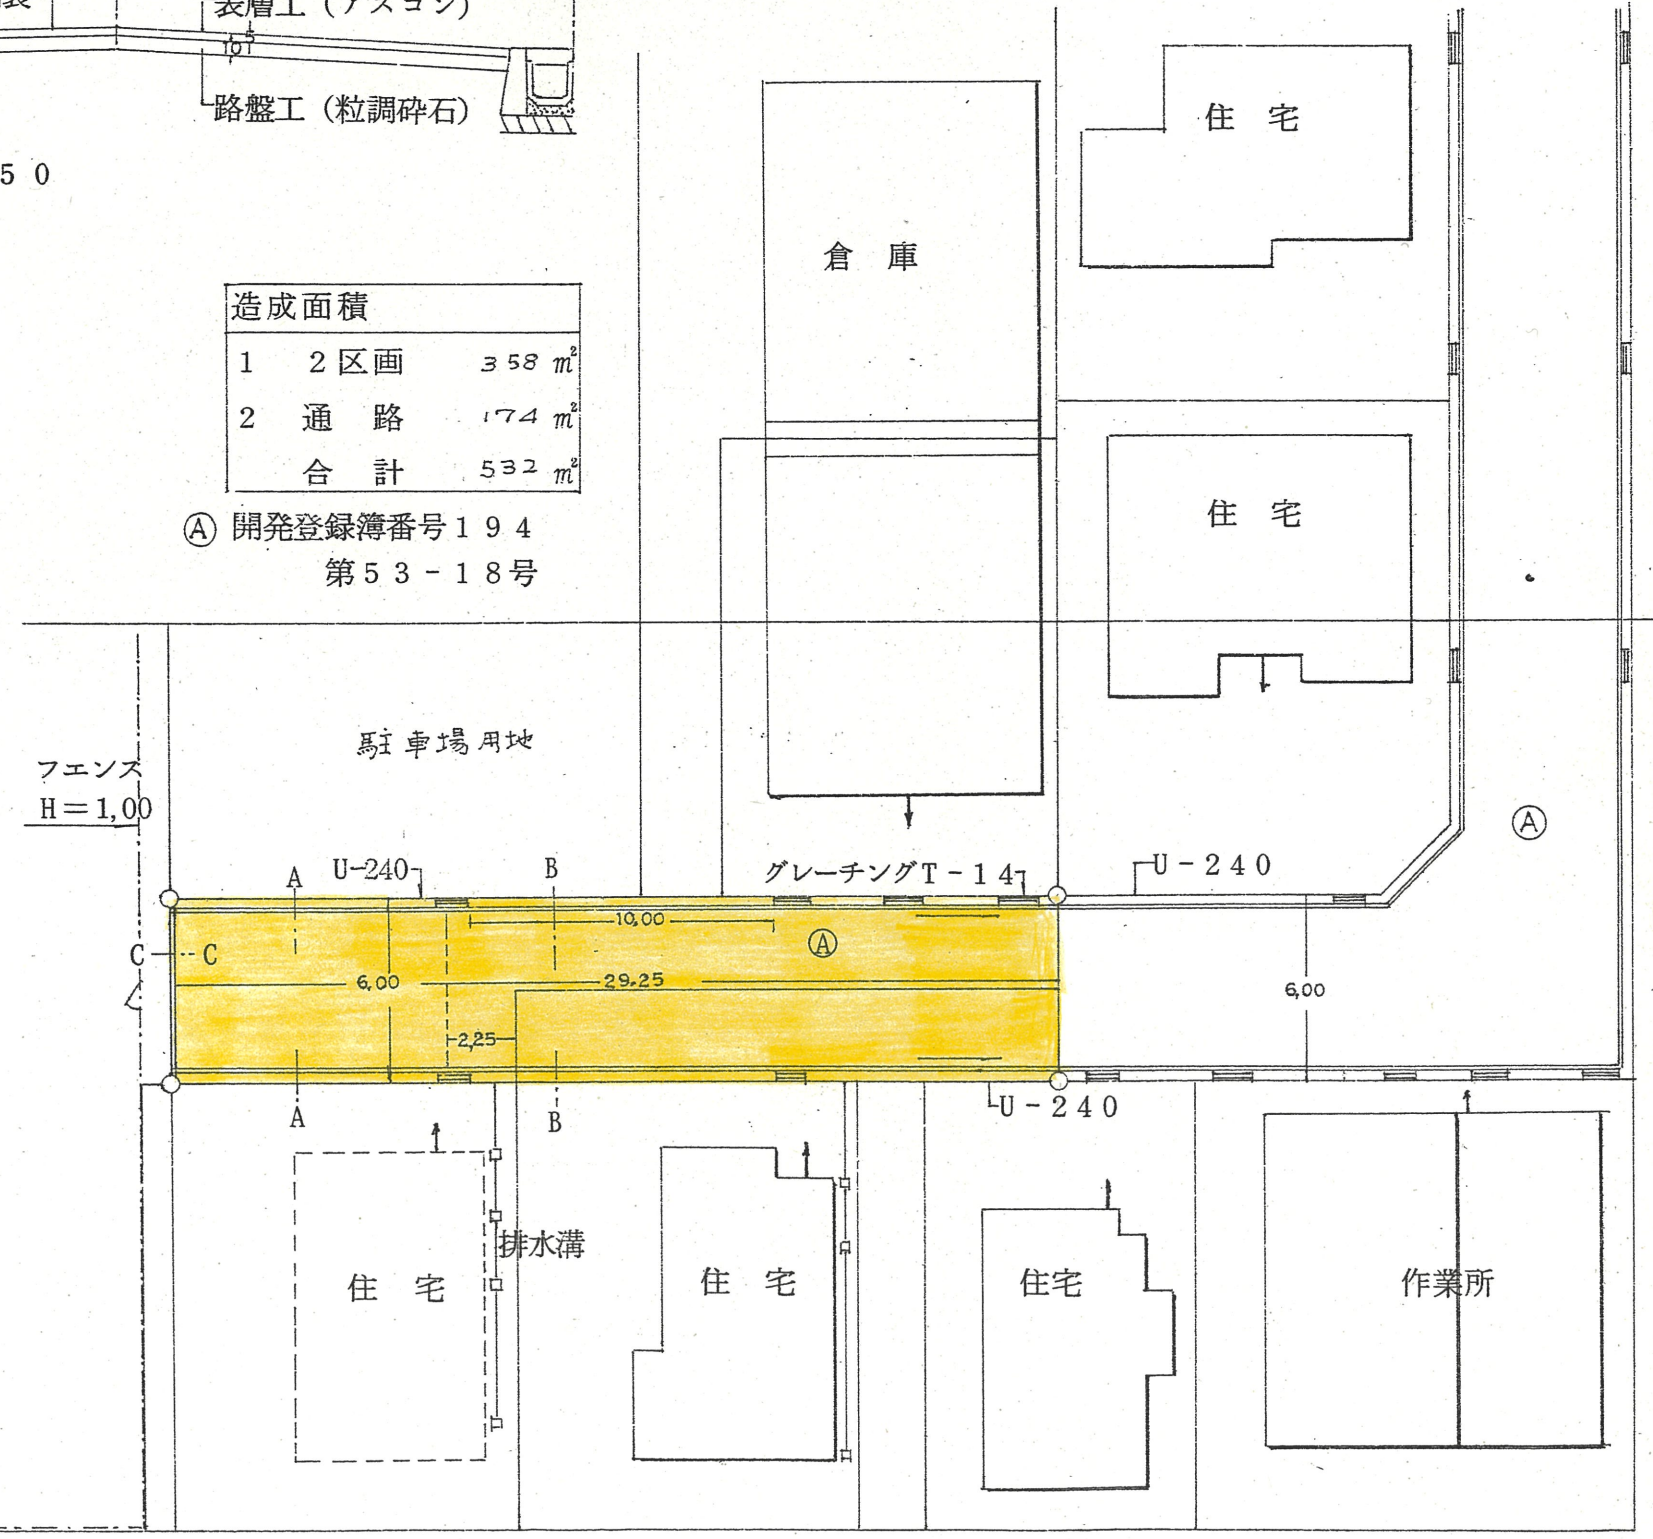 表層工（アスコン）
5
10
路盤工（粒調砕石）
５０
造成面積
1 2区画 358 ㎡
2 通路 174 ㎡
合計 532 ㎡
Ⓐ 開発登録簿番号１９４
第５３-１８号
倉庫
住宅
住宅
駐車場用地
フエンス
H＝1,00
A
U-240
B
グレーチングT-14
U-240
Ⓐ
10,00
Ⓐ
C
C
6,00
29.25
6,00
2,25
A
B
U-240
排水溝
住宅
住宅
住宅
作業所